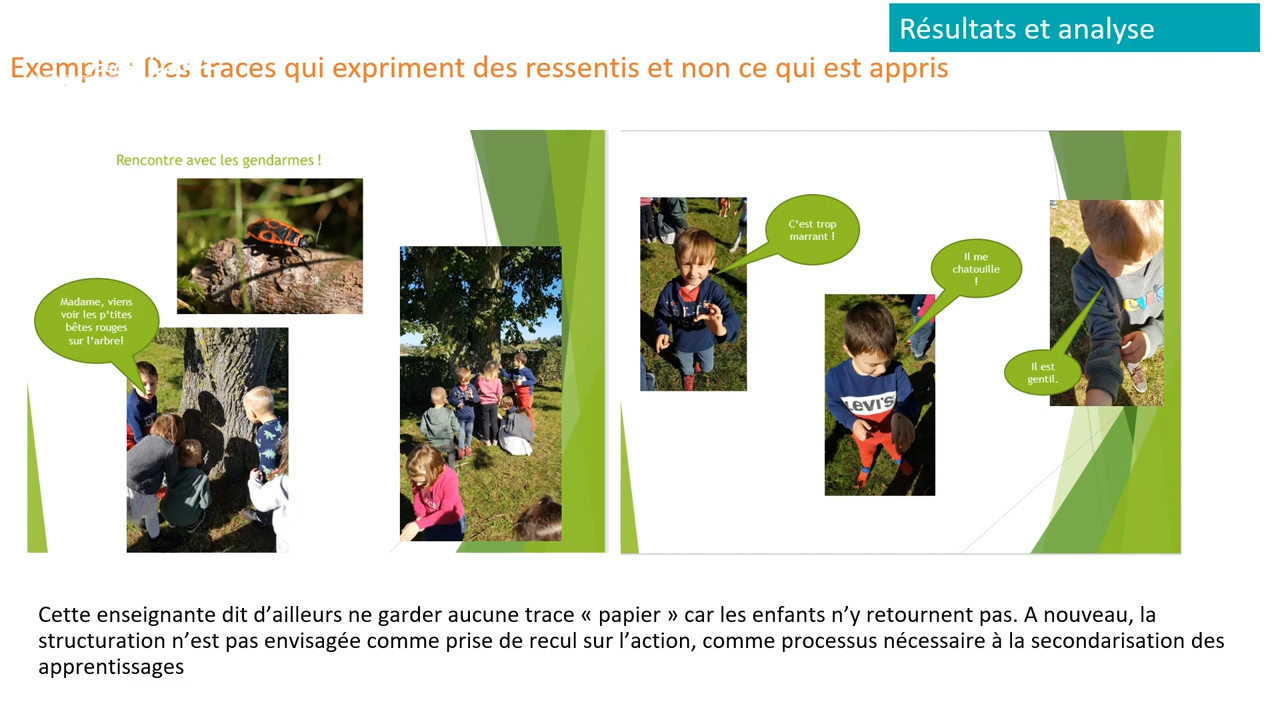 Résultats et analyse
Exemple: Des traces qui expriment des ressentis et non ce qui est appris
Rencontre avec les gendarmes !
Madame, viens
voir les p'tites
bêtes rouges
sur l'arbre!
C'est trop
marrant !
Il me
chatouille
!
Il est
gentil.
LEVI'S
Cette enseignante dit d'ailleurs ne garder aucune trace « papier » car les enfants n'y retournent pas. A nouveau, la
structuration n'est pas envisagée comme prise de recul sur l'action, comme processus nécessaire à la secondarisation des
apprentissages